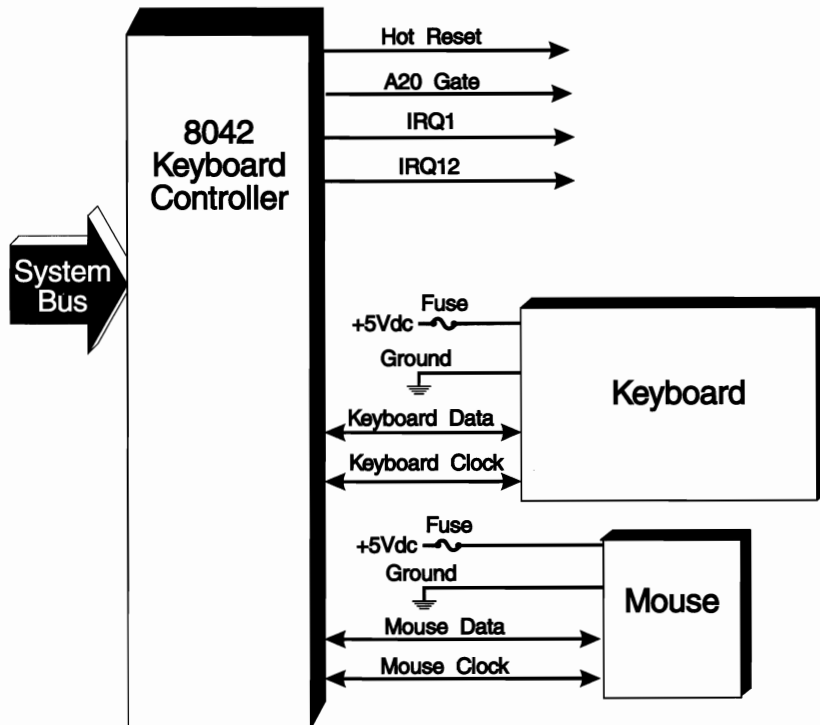 Hot Reset
A20 Gate
IRQ1
IRQ12
8042
Keyboard
Controller
System
Bus
Fuse
+5Vdc
Ground
Keyboard
Keyboard Data
Keyboard Clock
Fuse
+5Vdc
Ground
Mouse
Mouse Data
Mouse Clock